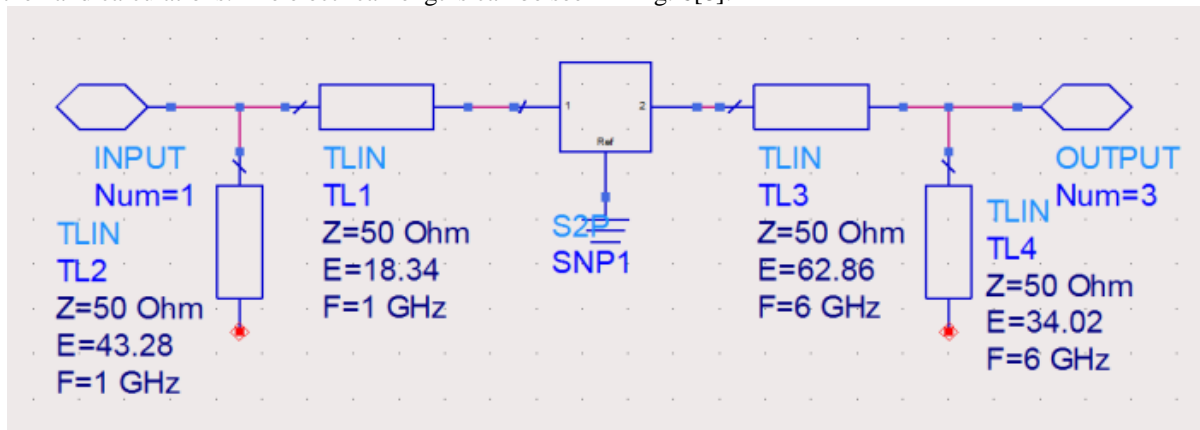 INPUT
Num=1
TLIN
TL2
Z=50 Ohm
E=43.28
F=1 GHz
TLIN
TL1
Z=50 Ohm
E=18.34
F=1 GHz
1
2
Ref
S2P
SNP1
TLIN
TL3
Z=50 Ohm
E=62.86
F=6 GHz
OUTPUT
Num=3
TLIN
TL4
Z=50 Ohm
E=34.02
F=6 GHz